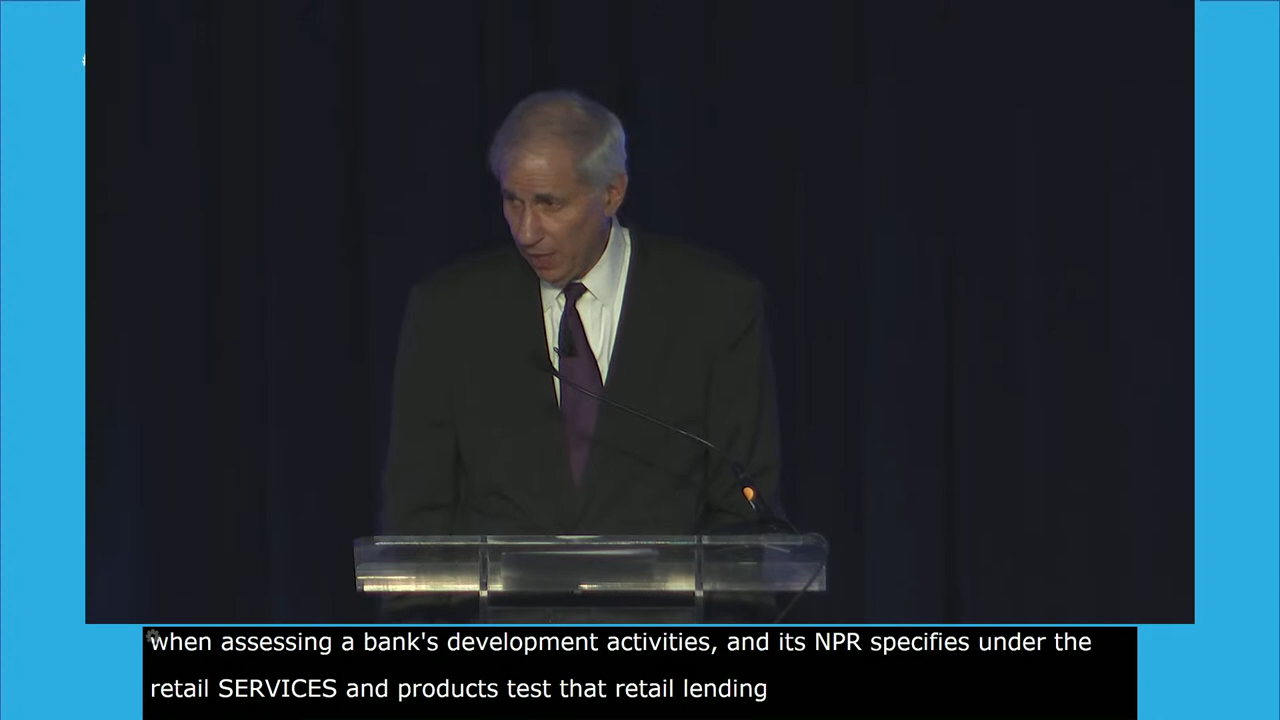 when assessing a bank's development activities, and its NPR specifies under the
retail SERVICES and products test that retail lending